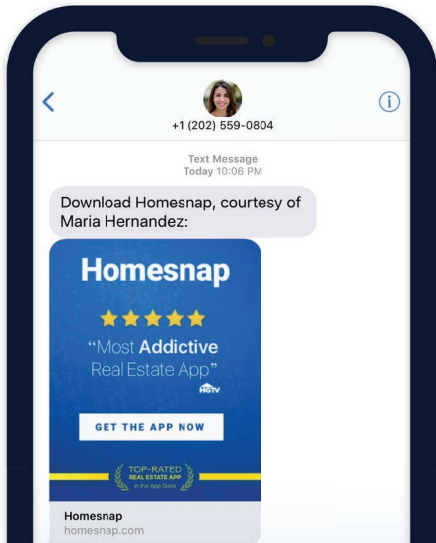 +1 (202) 559-0804
Text Message
Today 10:06 PM
Download Homesnap, courtesy of
Maria Hernandez:
Homesnap
“Most Addictive
Real Estate App”
HGTV
GET THE APP NOW
TOP-RATED
REAL ESTATE APP
in the App Store
Homesnap
homesnap.com